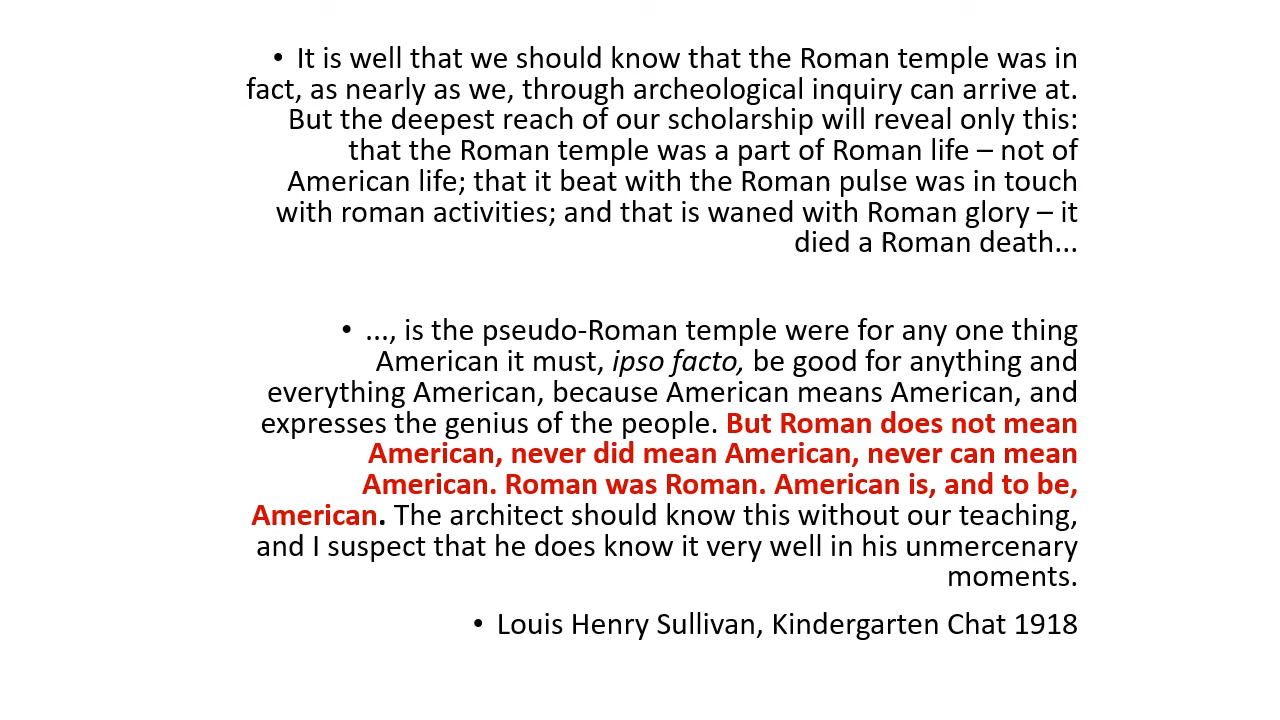 • It is well that we should know that the Roman temple was in
fact, as nearly as we, through archeological inquiry can arrive at.
But the deepest reach of our scholarship will reveal only this:
that the Roman temple was a part of Roman life – not of
American life; that it beat with the Roman pulse was in touch
with roman activities; and that is waned with Roman glory – it
died a Roman death...
• ..., is the pseudo-Roman temple were for any one thing
American it must, ipso facto, be good for anything and
everything American, because American means American, and
expresses the genius of the people. But Roman does not mean
American, never did mean American, never can mean
American. Roman was Roman. American is, and to be,
American. The architect should know this without our teaching,
and I suspect that he does know it very well in his unmercenary
moments.
• Louis Henry Sullivan, Kindergarten Chat 1918